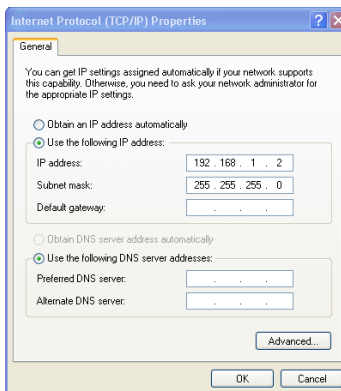 Internet Protocol (TCP/IP) Properties
General
You can get IP settings assigned automatically if your network supports
this capability. Otherwise, you need to ask your network administrator for
the appropriate IP settings.
Obtain an IP address automatically
Use the following IP address:
IP address: 192 . 168 . 1 . 2
Subnet mask: 255 . 255 . 255 . 0
Default gateway: . . .
Obtain DNS server address automatically
Use the following DNS server addresses:
Preferred DNS server: . . .
Alternate DNS server: . . .
Advanced...
OK Cancel